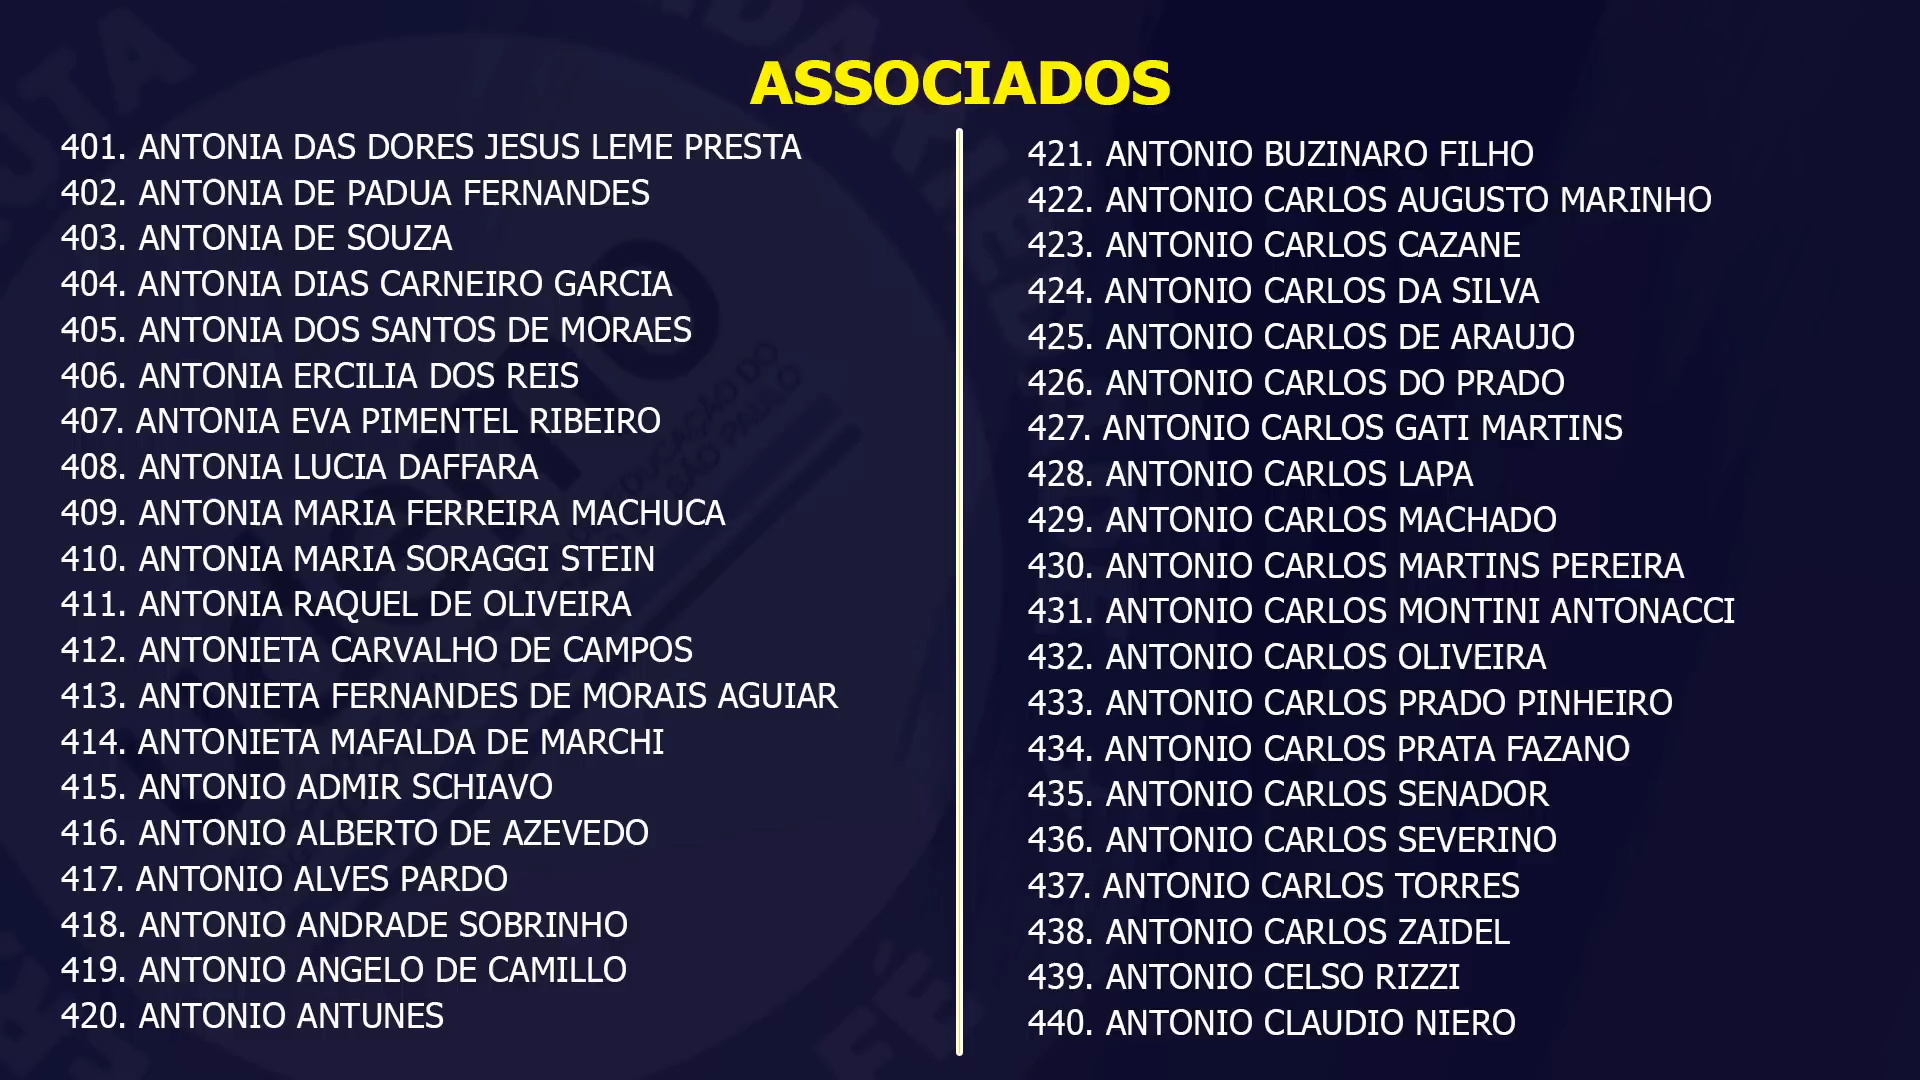 ASSOCIADOS
401. ANTONIA DAS DORES JESUS LEME PRESTA
402. ANTONIA DE PADUA FERNANDES
403. ANTONIA DE SOUZA
404. ANTONIA DIAS CARNEIRO GARCIA
405. ANTONIA DOS SANTOS DE MORAES
406. ANTONIA ERCILIA DOS REIS
407. ANTONIA EVA PIMENTEL RIBEIRO
408. ANTONIA LUCIA DAFFARA
409. ANTONIA MARIA FERREIRA MACHUCA
410. ANTONIA MARIA SORAGGI STEIN
411. ANTONIA RAQUEL DE OLIVEIRA
412. ANTONIETA CARVALHO DE CAMPOS
413. ANTONIETA FERNANDES DE MORAIS AGUIAR
414. ANTONIETA MAFALDA DE MARCHI
415. ANTONIO ADMIR SCHIAVO
416. ANTONIO ALBERTO DE AZEVEDO
417. ANTONIO ALVES PARDO
418. ANTONIO ANDRADE SOBRINHO
419. ANTONIO ANGELO DE CAMILLO
420. ANTONIO ANTUNES
421. ANTONIO BUZINARO FILHO
422. ANTONIO CARLOS AUGUSTO MARINHO
423. ANTONIO CARLOS CAZANE
424. ANTONIO CARLOS DA SILVA
425. ANTONIO CARLOS DE ARAUJO
426. ANTONIO CARLOS DO PRADO
427. ANTONIO CARLOS GATI MARTINS
428. ANTONIO CARLOS LAPA
429. ANTONIO CARLOS MACHADO
430. ANTONIO CARLOS MARTINS PEREIRA
431. ANTONIO CARLOS MONTINI ANTONACCI
432. ANTONIO CARLOS OLIVEIRA
433. ANTONIO CARLOS PRADO PINHEIRO
434. ANTONIO CARLOS PRATA FAZANO
435. ANTONIO CARLOS SENADOR
436. ANTONIO CARLOS SEVERINO
437. ANTONIO CARLOS TORRES
438. ANTONIO CARLOS ZAIDEL
439. ANTONIO CELSO RIZZI
440. ANTONIO CLAUDIO NIERO